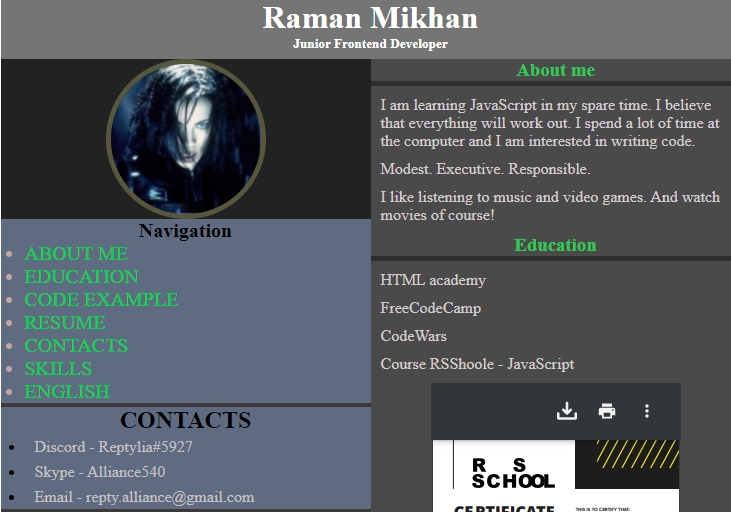 Raman Mikhan
Junior Frontend Developer
Navigation
ABOUT ME
EDUCATION
CODE EXAMPLE
RESUME
CONTACTS
SKILLS
ENGLISH
CONTACTS
Discord - Reptylia#5927
Skype - Alliance540
Email - repty.alliance@gmail.com
About me
I am learning JavaScript in my spare time. I believe
that everything will work out. I spend a lot of time at
the computer and I am interested in writing code.
Modest. Executive. Responsible.
I like listening to music and video games. And watch
movies of course!
Education
HTML academy
FreeCodeCamp
CodeWars
Course RSShoole - JavaScript
R S
SCHOOL
CERTIFICATE
THIS IS TO CERTIFY THAT: